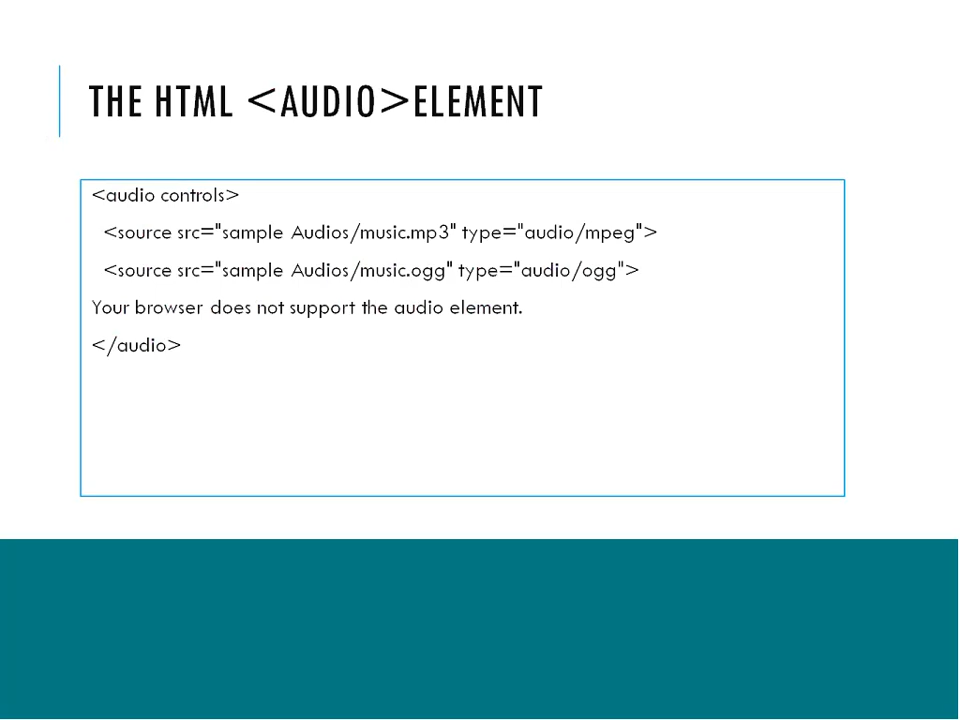 THE HTML <AUDIO>ELEMENT
<audio controls>
<source src="sample Audios/music.mp3" type="audio/mpeg">
<source src="sample Audios/music.ogg" type="audio/ogg">
Your browser does not support the audio element.
</audio>